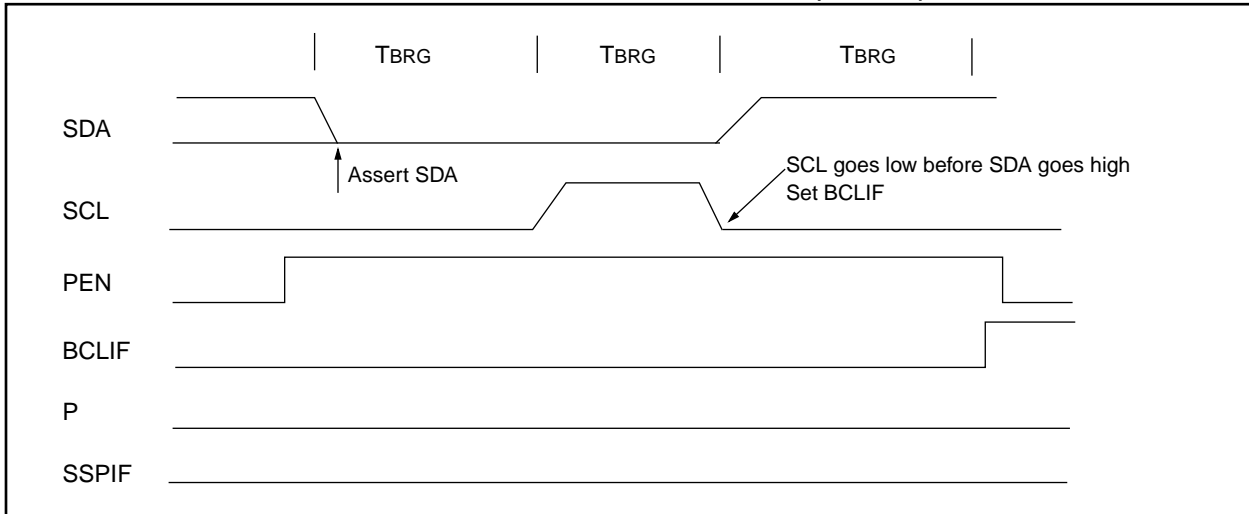 TBRG TBRG TBRG
SDA
Assert SDA
SCL goes low before SDA goes high
Set BCLIF
SCL
PEN
BCLIF
P
SSPIF